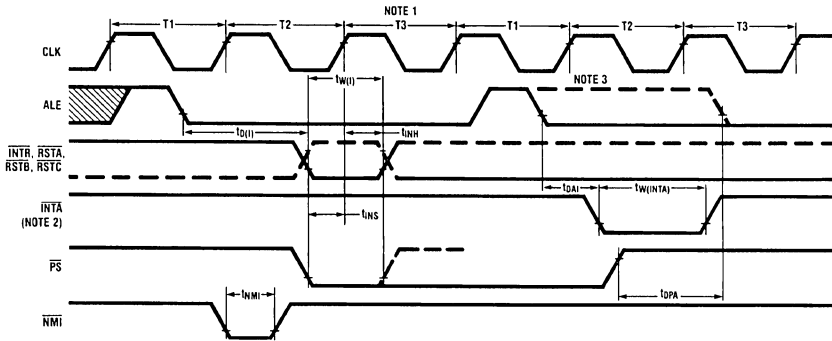 NOTE 1
T1 T2 T3 T1 T2 T3
CLK
tW(I)
NOTE 3
ALE
tD(I) tINH
INTR, RSTA,
RSTB, RSTC
tDAI tW(INTA)
INTA
(NOTE 2)
tINS
PS
tNMI
tDPA
NMI